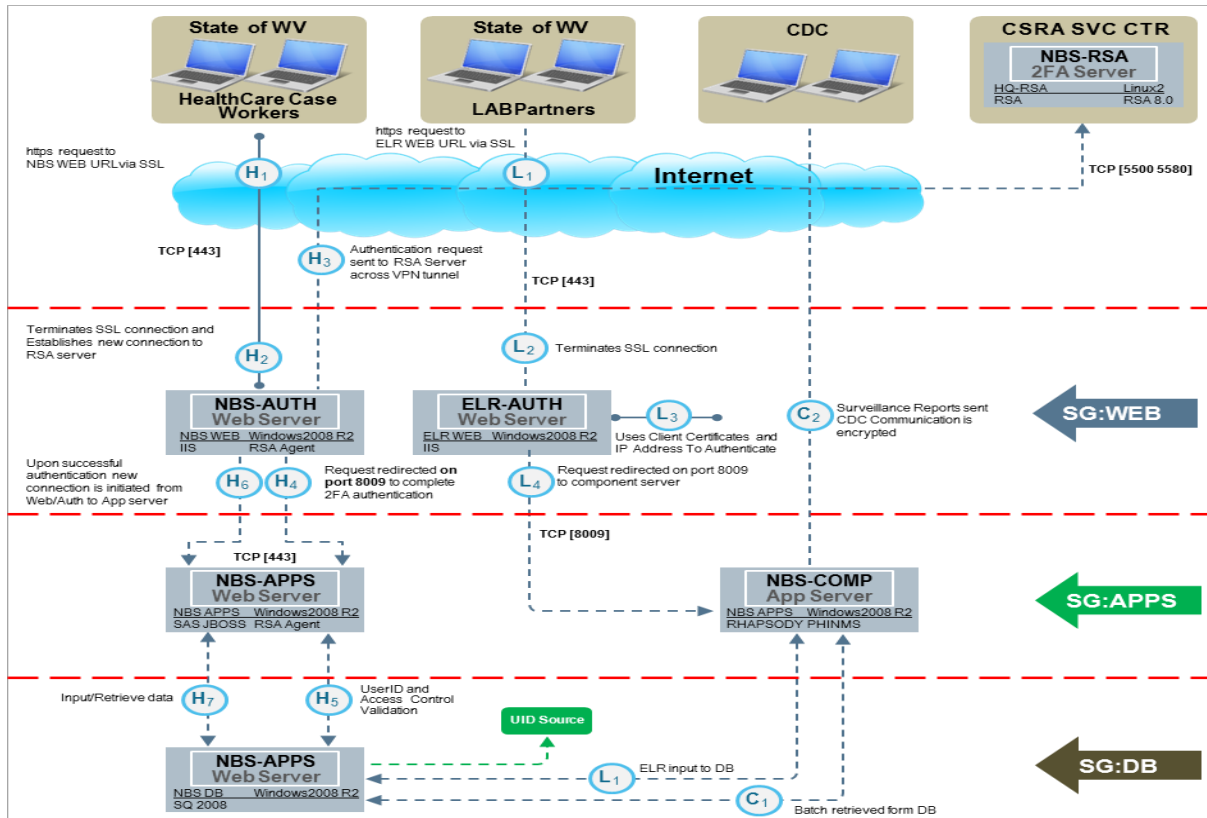 State of WV
State of WV
CDC
CSRA SVC CTR
NBS-RSA
2FA Server
HQ-RSA Linux2
RSA RSA 8.0
HealthCare Case
Workers
LABPartners
https request to
NBS WEB URL via SSL
https request to
ELR WEB URL via SSL
H1
L1
Internet
TCP [5500 5580]
TCP [443]
H3
Authentication request
sent to RSA Server
across VPN tunnel
TCP [443]
Terminates SSL connection and
Establishes new connection to
RSA server
H2
L2
Terminates SSL connection
NBS-AUTH
Web Server
NBS WEB Windows2008 R2
IIS RSA Agent
ELR-AUTH
Web Server
ELR WEB Windows2008 R2
IIS
L3
Uses Client Certificates and
IP Address To Authenticate
C2
Surveillance Reports sent
CDC Communication is
encrypted
SG:WEB
Upon successful
authentication new
connection is initiated from
Web/Auth to App server
H6
H4
Request redirected on
port 8009 to complete
2FA authentication
L4
Request redirected on port 8009
to component server
TCP [443]
TCP [8009]
NBS-APPS
Web Server
NBS APPS Windows2008 R2
SAS JBOSS RSA Agent
NBS-COMP
App Server
NBS APPS Windows2008 R2
RHAPSODY PHINMS
SG:APPS
Input/Retrieve data
H7
H5
UserID and
Access Control
Validation
UID Source
NBS-APPS
Web Server
NBS DB Windows2008 R2
SQ 2008
L1
ELR input to DB
C1
Batch retrieved form DB
SG:DB